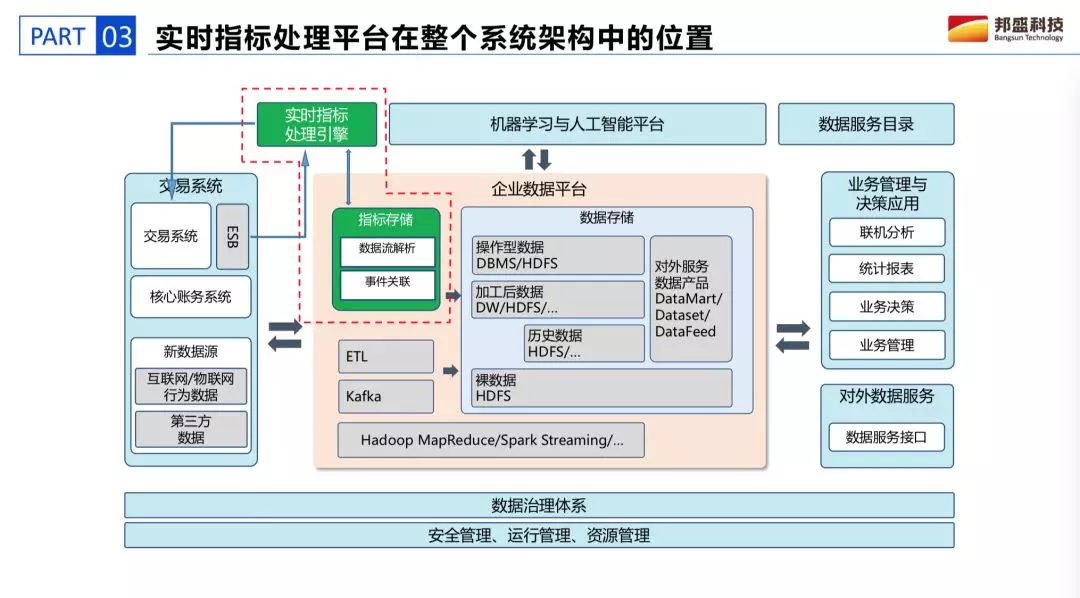 PART 03
实时指标处理平台在整个系统架构中的位置
邦盛科技
Bangsun Technology
实时指标
处理引擎
机器学习与人工智能平台
数据服务目录
交易系统
交易系统
ESB
核心账务系统
新数据源
互联网/物联网
行为数据
第三方
数据
企业数据平台
指标存储
数据流解析
事件关联
ETL
Kafka
数据存储
操作型数据
DBMS/HDFS
加工后数据
DW/HDFS/...
历史数据
HDFS/...
裸数据
HDFS
对外服务
数据产品
DataMart/
Dataset/
DataFeed
Hadoop MapReduce/Spark Streaming/...
业务管理与
决策应用
联机分析
统计报表
业务决策
业务管理
对外数据服务
数据服务接口
数据治理体系
安全管理、运行管理、资源管理